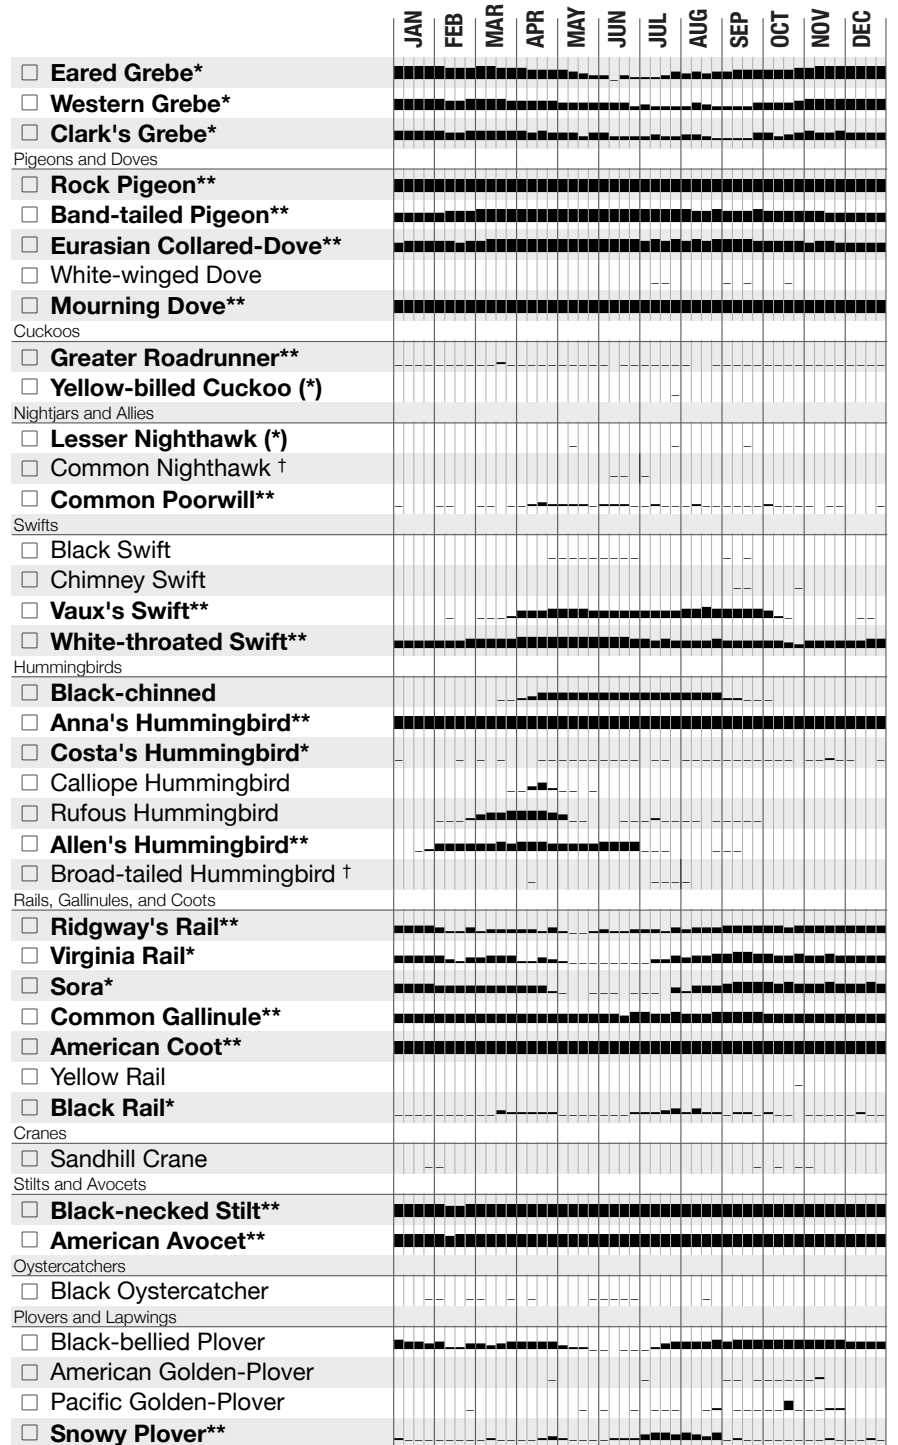 JAN FEB MAR APR MAY JUN JUL AUG SEP OCT NOV DEC
Eared Grebe*
Western Grebe*
Clark's Grebe*
Pigeons and Doves
Rock Pigeon**
Band-tailed Pigeon**
Eurasian Collared-Dove**
White-winged Dove
Mourning Dove**
Cuckoos
Greater Roadrunner**
Yellow-billed Cuckoo (*)
Nightjars and Allies
Lesser Nighthawk (*)
Common Nighthawk †
Common Poorwill**
Swifts
Black Swift
Chimney Swift
Vaux's Swift**
White-throated Swift**
Hummingbirds
Black-chinned
Anna's Hummingbird**
Costa's Hummingbird*
Calliope Hummingbird
Rufous Hummingbird
Allen's Hummingbird**
Broad-tailed Hummingbird †
Rails, Gallinules, and Coots
Ridgway's Rail**
Virginia Rail*
Sora*
Common Gallinule**
American Coot**
Yellow Rail
Black Rail*
Cranes
Sandhill Crane
Stilts and Avocets
Black-necked Stilt**
American Avocet**
Oystercatchers
Black Oystercatcher
Plovers and Lapwings
Black-bellied Plover
American Golden-Plover
Pacific Golden-Plover
Snowy Plover**